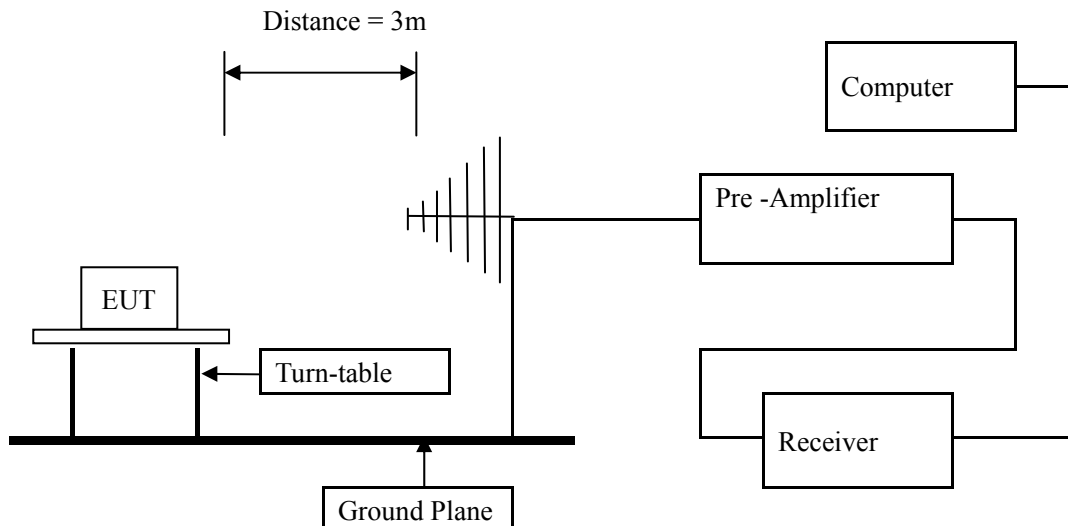 Distance = 3m
Computer
Pre -Amplifier
EUT
Turn-table
Receiver
Ground Plane